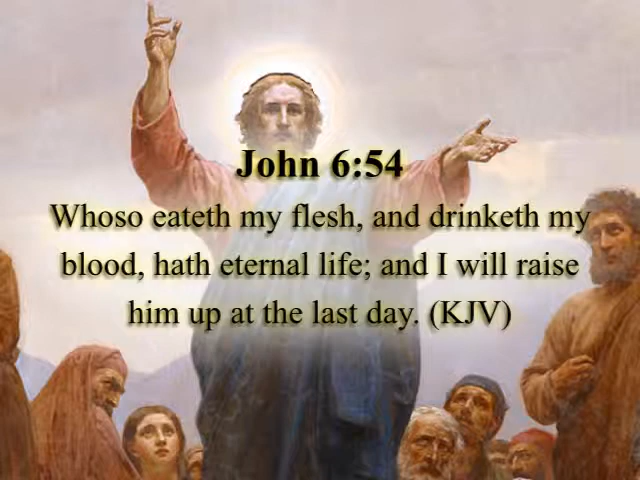 John 6:54
Whoso eateth my flesh, and drinketh my
blood, hath eternal life; and I will raise
him up at the last day. (KJV)